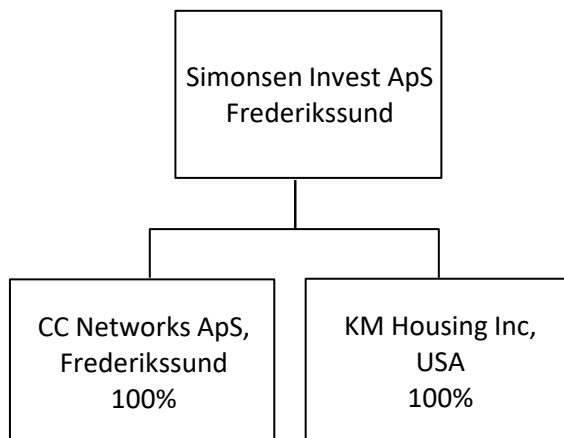 Simonsen Invest ApS
Frederikssund
CC Networks ApS,
Frederikssund
100%
KM Housing Inc,
USA
100%